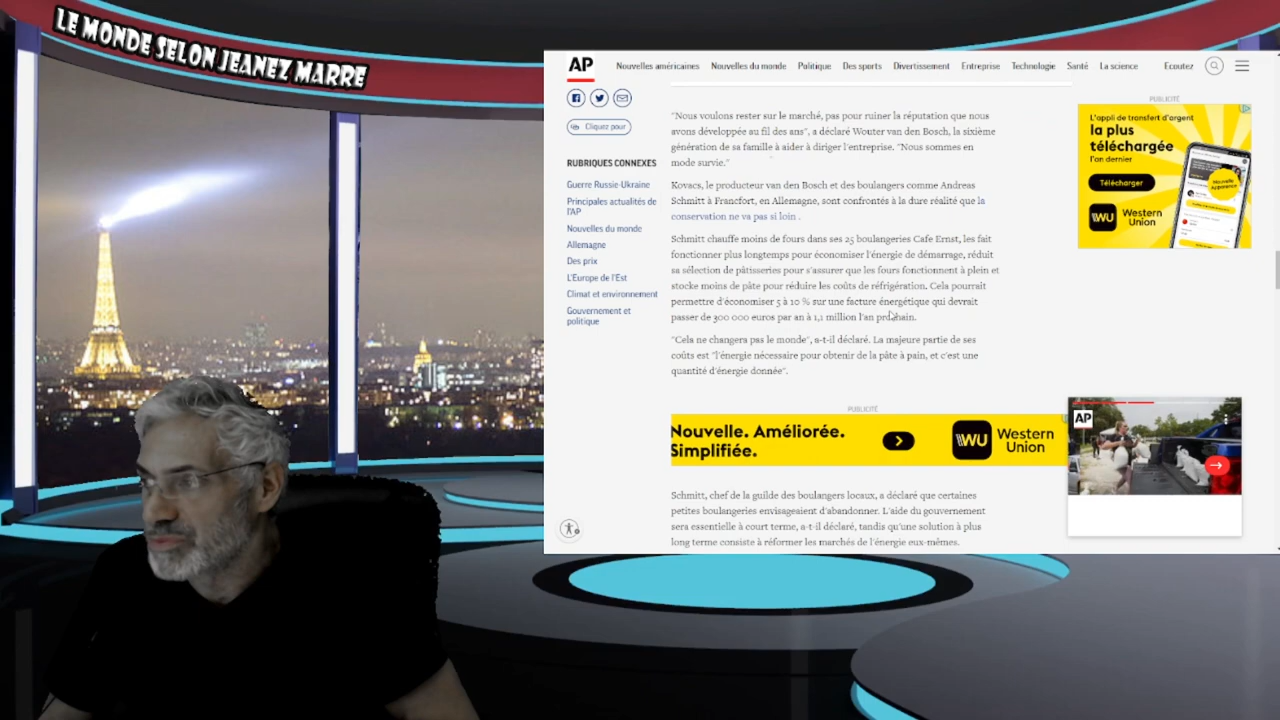 LE MONDE SELON JEANEZ MARRE
AP
Nouvelles américaines Nouvelles du monde Politique Des sports Divertissement Entreprise Technologie Santé La science Ecoutez
Cliquez pour
RUBRIQUES CONNEXES
Guerre Russie-Ukraine
Principales actualités de
l'AP
Nouvelles du monde
Allemagne
Des prix
L'Europe de l'Est
Climat et environnement
Gouvernement et
politique
"Nous voulons rester sur le marché, pas pour ruiner la réputation que nous
avons développée au fil des ans", a déclaré Wouter van den Bosch, la sixième
génération de sa famille à aider à diriger l'entreprise. "Nous sommes en
mode survie."
Kovacs, le producteur van den Bosch et des boulangers comme Andreas
Schmitt à Francfort, en Allemagne, sont confrontés à la dure réalité que la
conservation ne va pas si loin .
Schmitt chauffe moins de fours dans ses 25 boulangeries Cafe Ernst, les fait
fonctionner plus longtemps pour économiser l'énergie de démarrage, réduit
sa sélection de pâtisseries pour s'assurer que les fours fonctionnent à plein et
stocke moins de pâte pour réduire les coûts de réfrigération. Cela pourrait
permettre d'économiser 5 à 10 % sur une facture énergétique qui devrait
passer de 300 000 euros par an à 1,1 million l'an prochain.
"Cela ne changera pas le monde", a-t-il déclaré. La majeure partie de ses
coûts est "l'énergie nécessaire pour obtenir de la pâte à pain, et c'est une
quantité d'énergie donnée".
PUBLICITÉ
Nouvelle. Améliorée.
Simplifiée.
WU Western
Union
Schmitt, chef de la guilde des boulangers locaux, a déclaré que certaines
petites boulangeries envisageaient d'abandonner. L'aide du gouvernement
sera essentielle à court terme, a-t-il déclaré, tandis qu'une solution à plus
long terme consiste à réformer les marchés de l'énergie eux-mêmes.
PUBLICITÉ
L'appli de transfert d'argent
la plus
téléchargée
l'an dernier
Télécharger
WU Western
Union
Nouvelle
AP